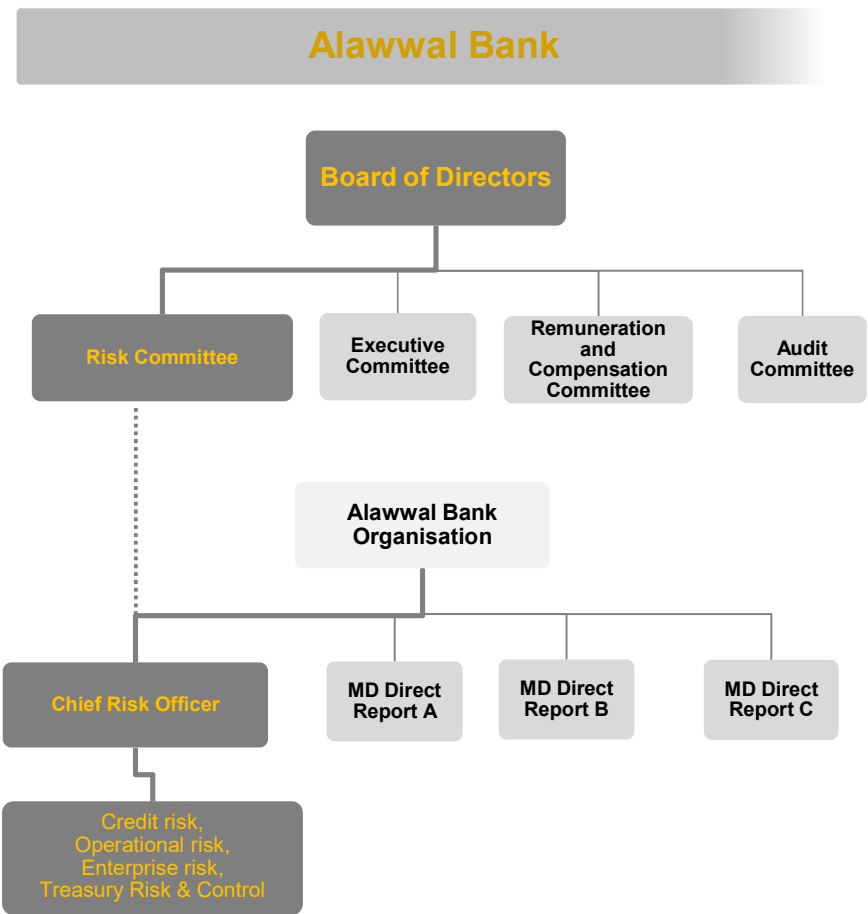 Alawwal Bank
Board of Directors
Risk Committee
Executive
Committee
Remuneration
and
Compensation
Committee
Audit
Committee
Alawwal Bank
Organisation
Chief Risk Officer
MD Direct
Report A
MD Direct
Report B
MD Direct
Report C
Credit risk,
Operational risk,
Enterprise risk,
Treasury Risk & Control